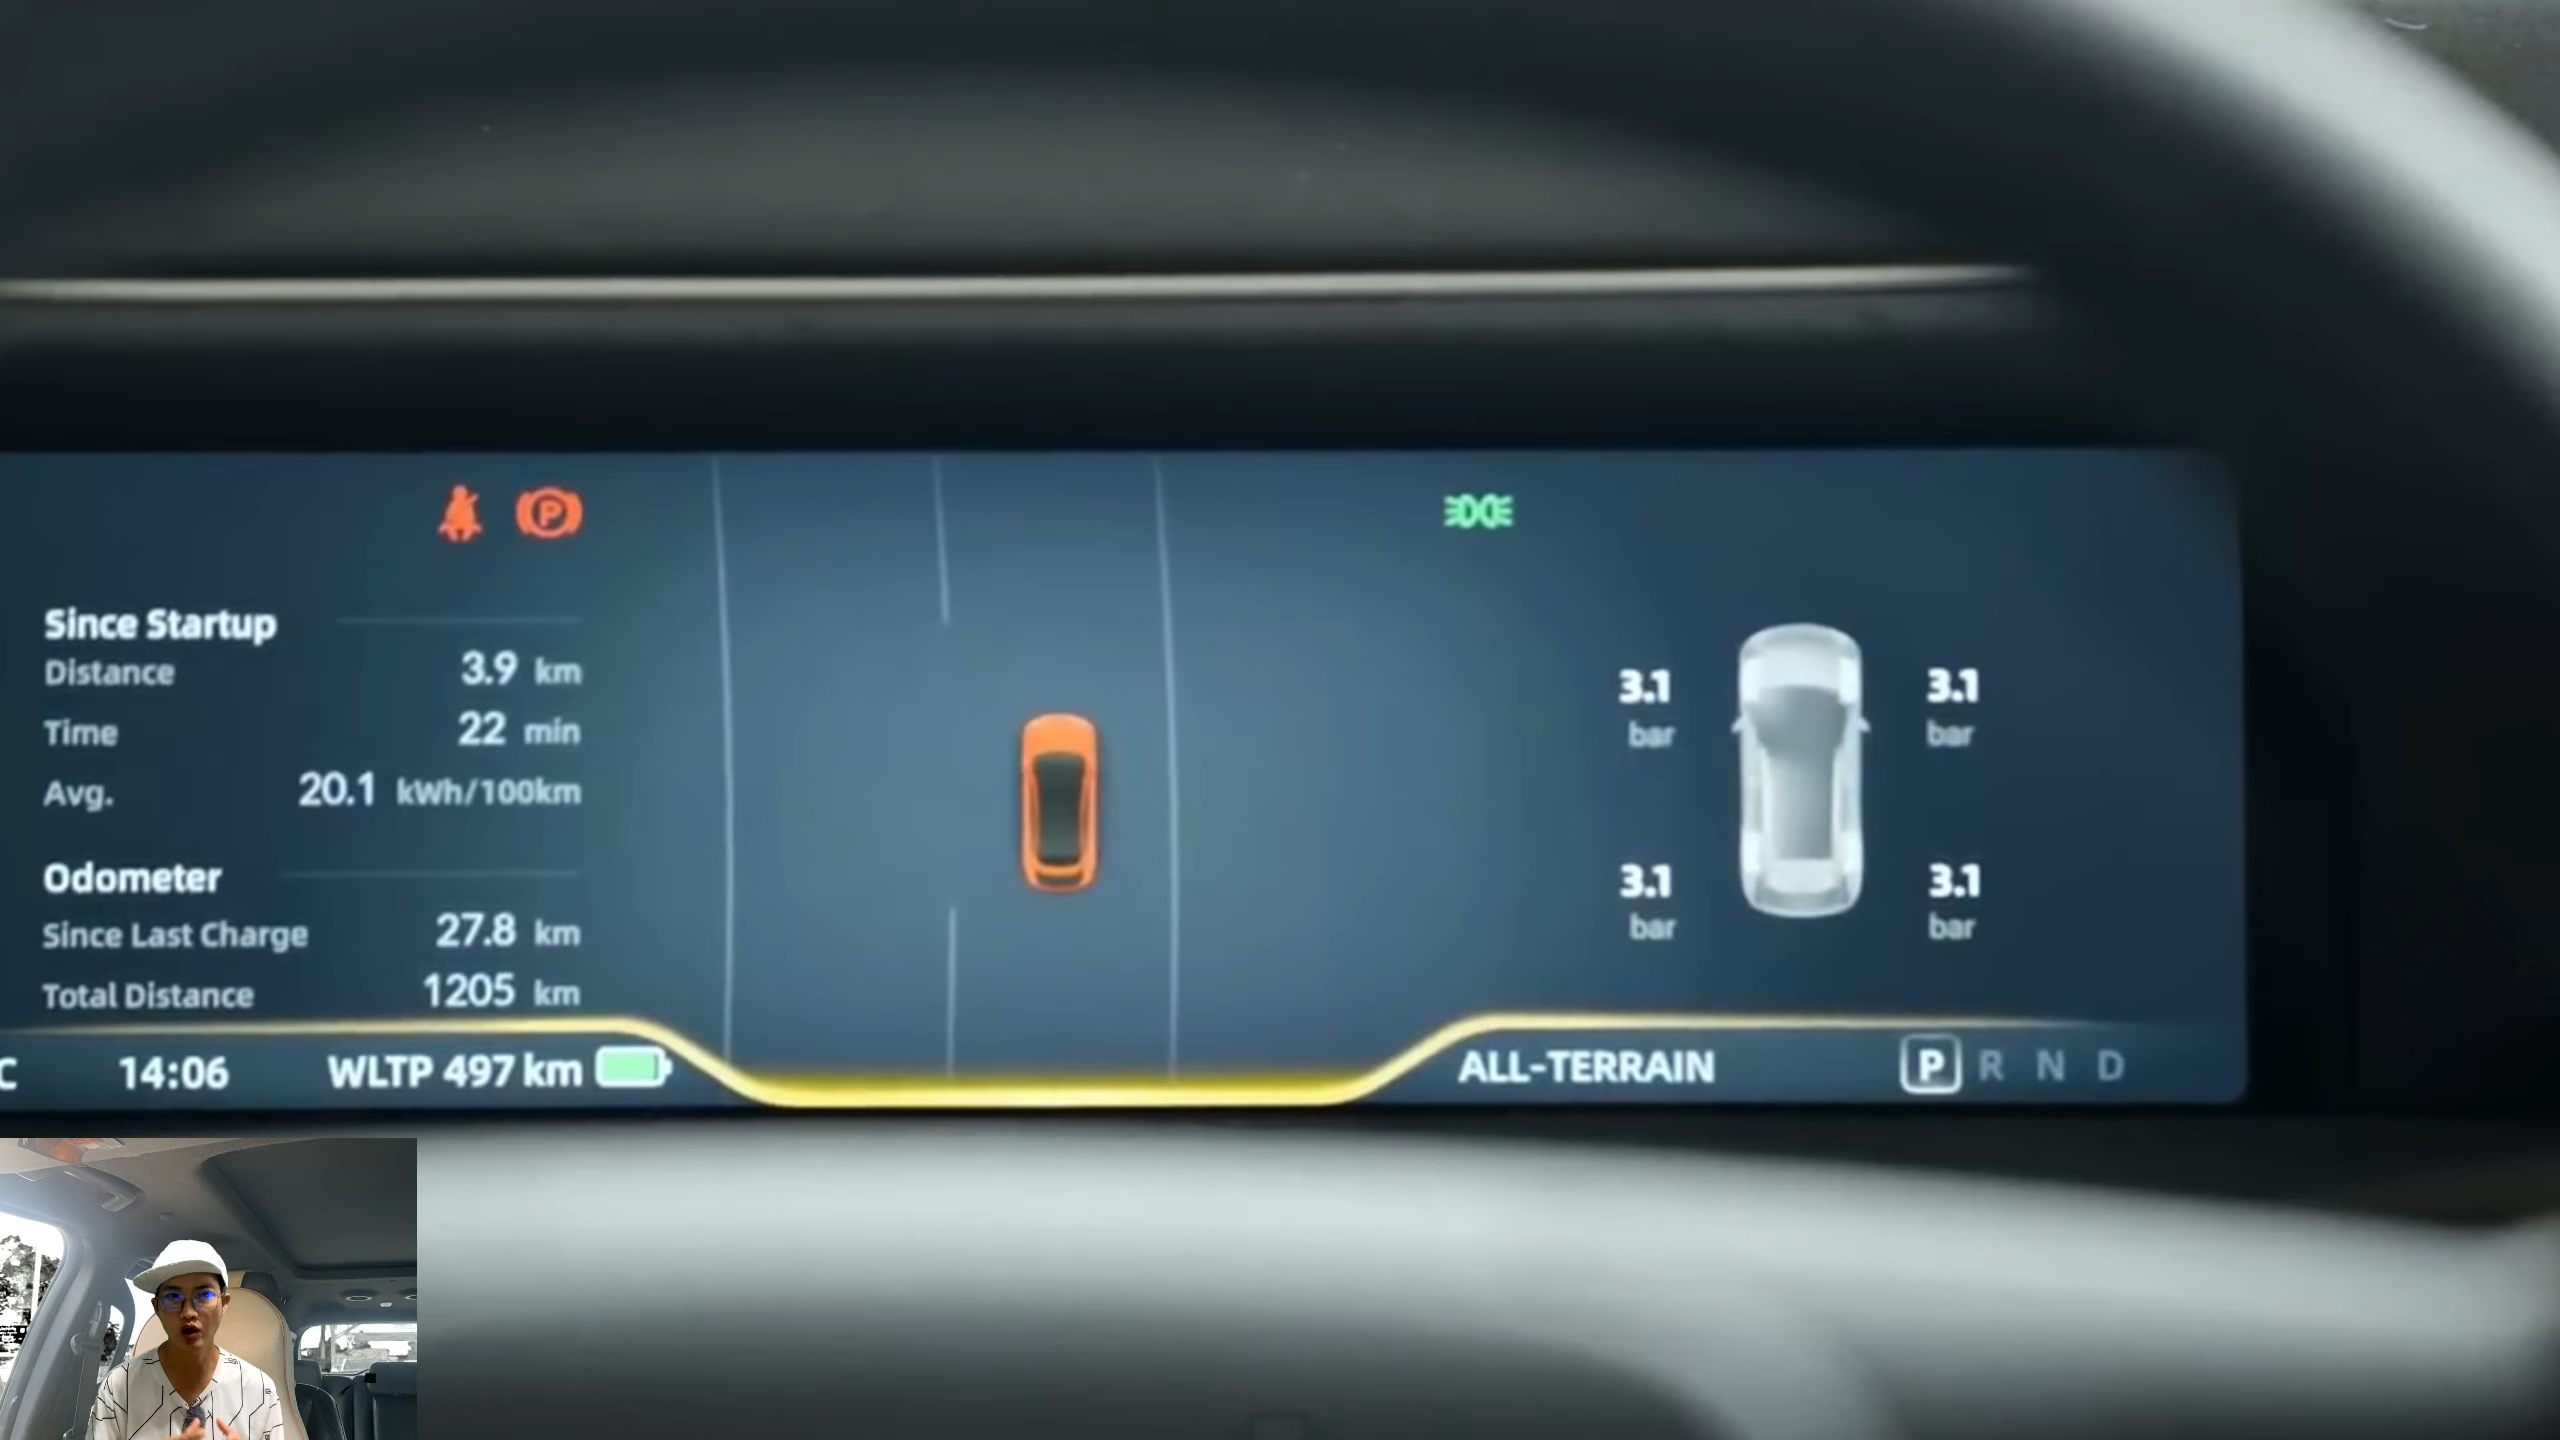 Since Startup
Distance 3.9 km
Time 22 min
Avg. 20.1 kWh/100km
Odometer
Since Last Charge 27.8 km
Total Distance 1205 km
C 14:06 WLTP 497 km
P
3.1 bar 3.1 bar
3.1 bar 3.1 bar
ALL-TERRAIN P R N D